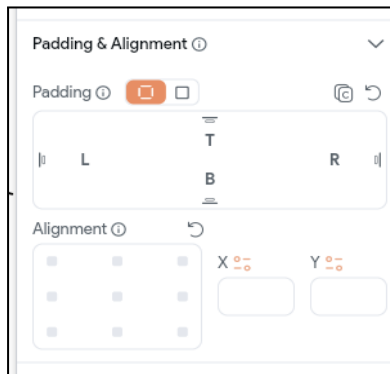 Padding & Alignment
Padding
T
L R
B
Alignment
X Y